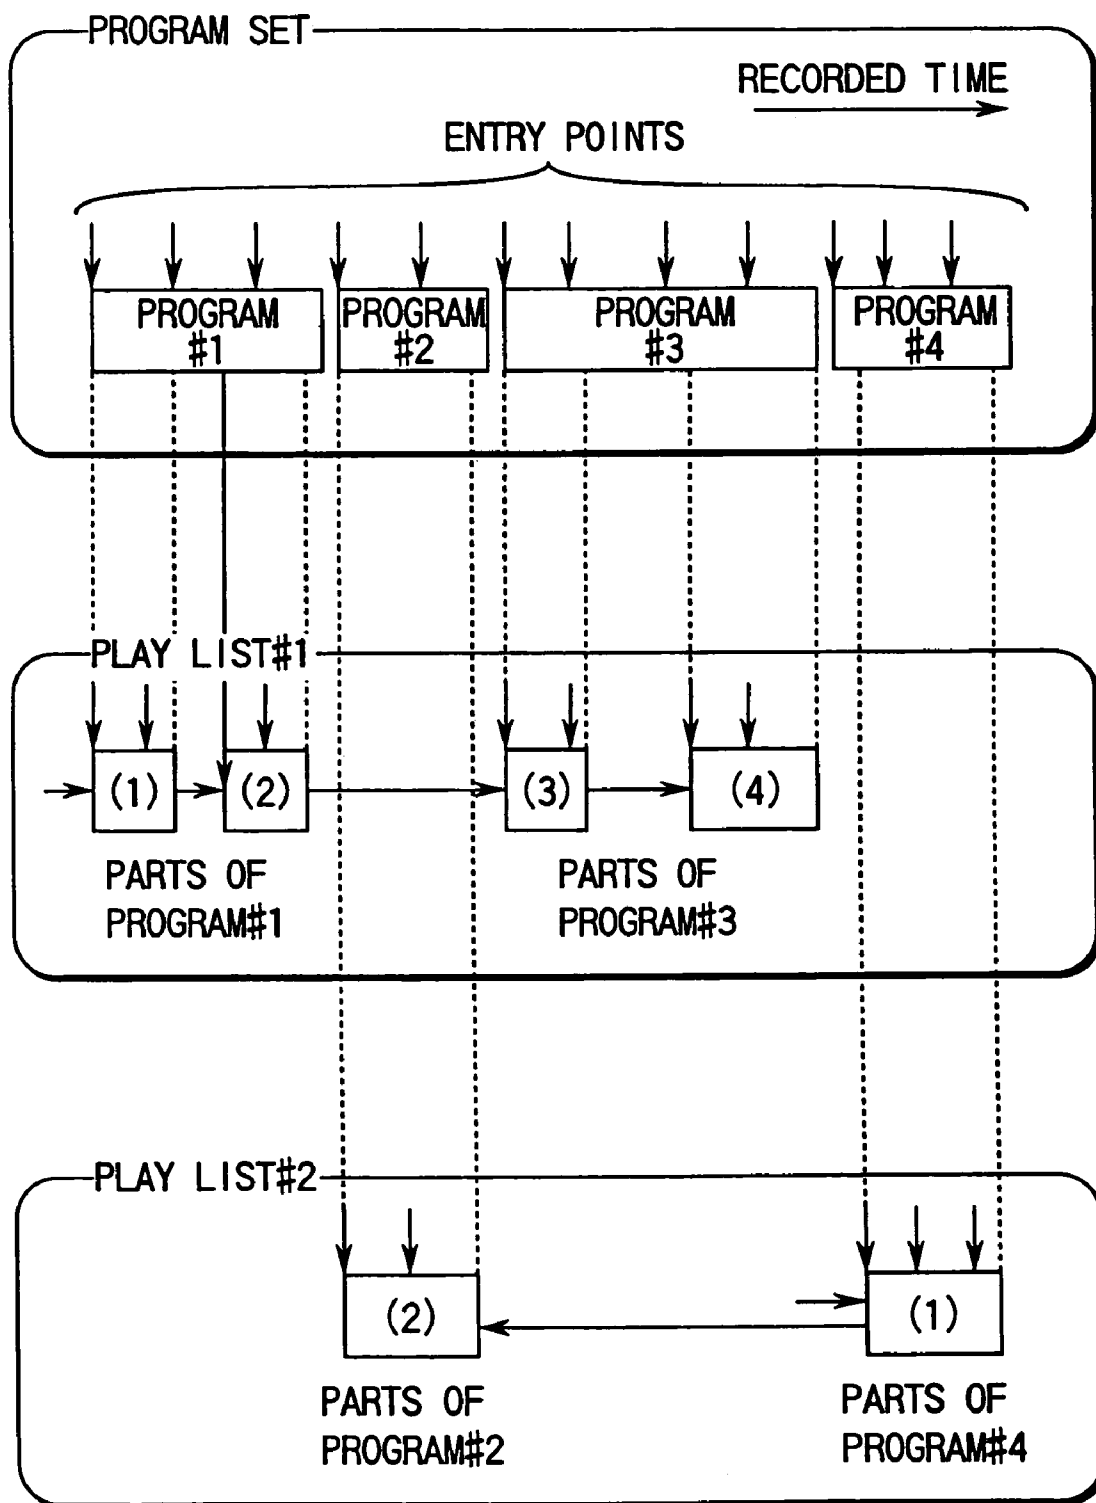 PROGRAM SET
RECORDED TIME
ENTRY POINTS
PROGRAM
#1
PROGRAM
#2
PROGRAM
#3
PROGRAM
#4
PLAY LIST#1
(1)
(2)
(3)
(4)
PARTS OF
PROGRAM#1
PARTS OF
PROGRAM#3
PLAY LIST#2
(2)
(1)
PARTS OF
PROGRAM#2
PARTS OF
PROGRAM#4